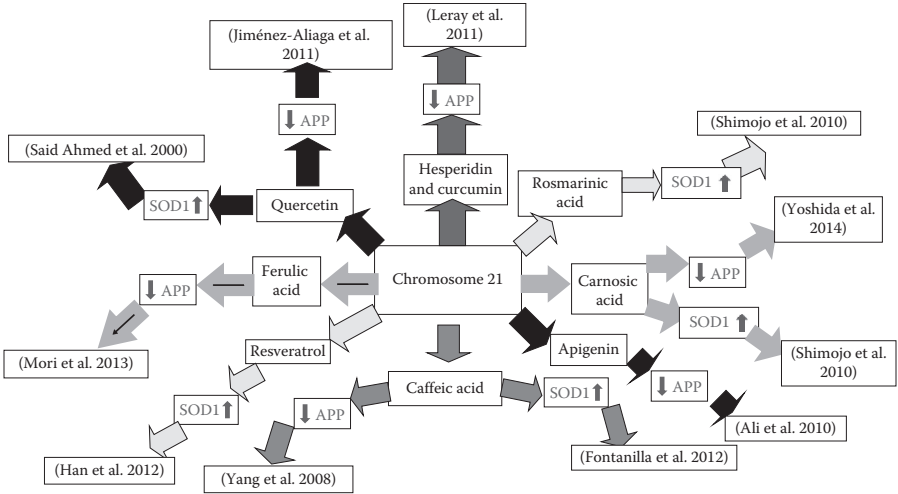 (Leray et al.
2011)
(Jiménez-Aliaga et al.
2011)
⬇ APP
⬇ APP
(Shimojo et al. 2010)
(Said Ahmed et al. 2000)
Hesperidin
and curcumin
Rosmarinic
acid
SOD1 ⬆
SOD1 ⬆
Quercetin
(Yoshida et al.
2014)
Ferulic
acid
Chromosome 21
Carnosic
acid
⬇ APP
⬇ APP
SOD1 ⬆
(Mori et al. 2013)
Resveratrol
Apigenin
(Shimojo et al.
2010)
Caffeic acid
SOD1 ⬆
⬇ APP
SOD1 ⬆
⬇ APP
(Ali et al. 2010)
(Han et al. 2012)
(Yang et al. 2008)
(Fontanilla et al. 2012)